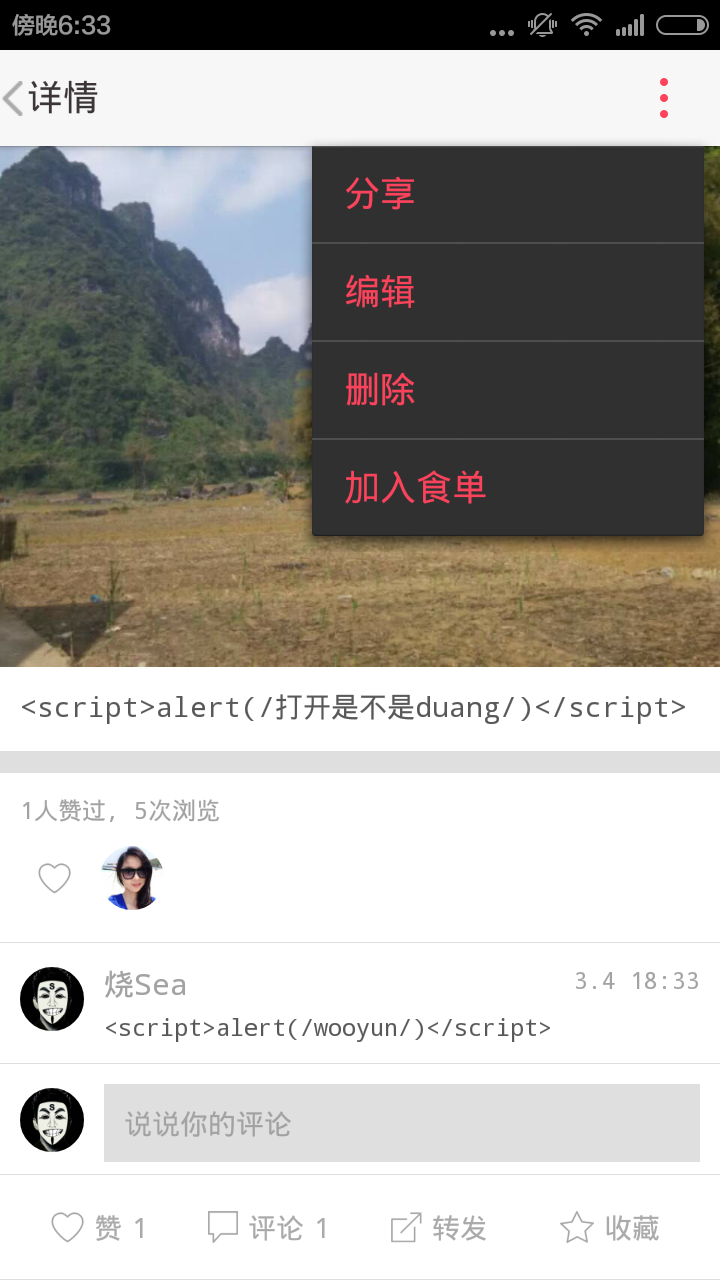 傍晚6:33
详情
分享
编辑
删除
加入食单
<script>alert(/打开是不是duang/)</script>
1人赞过, 5次浏览
烧Sea
3.4 18:33
<script>alert(/wooyun/)</script>
说说你的评论
赞 1
评论 1
转发
收藏